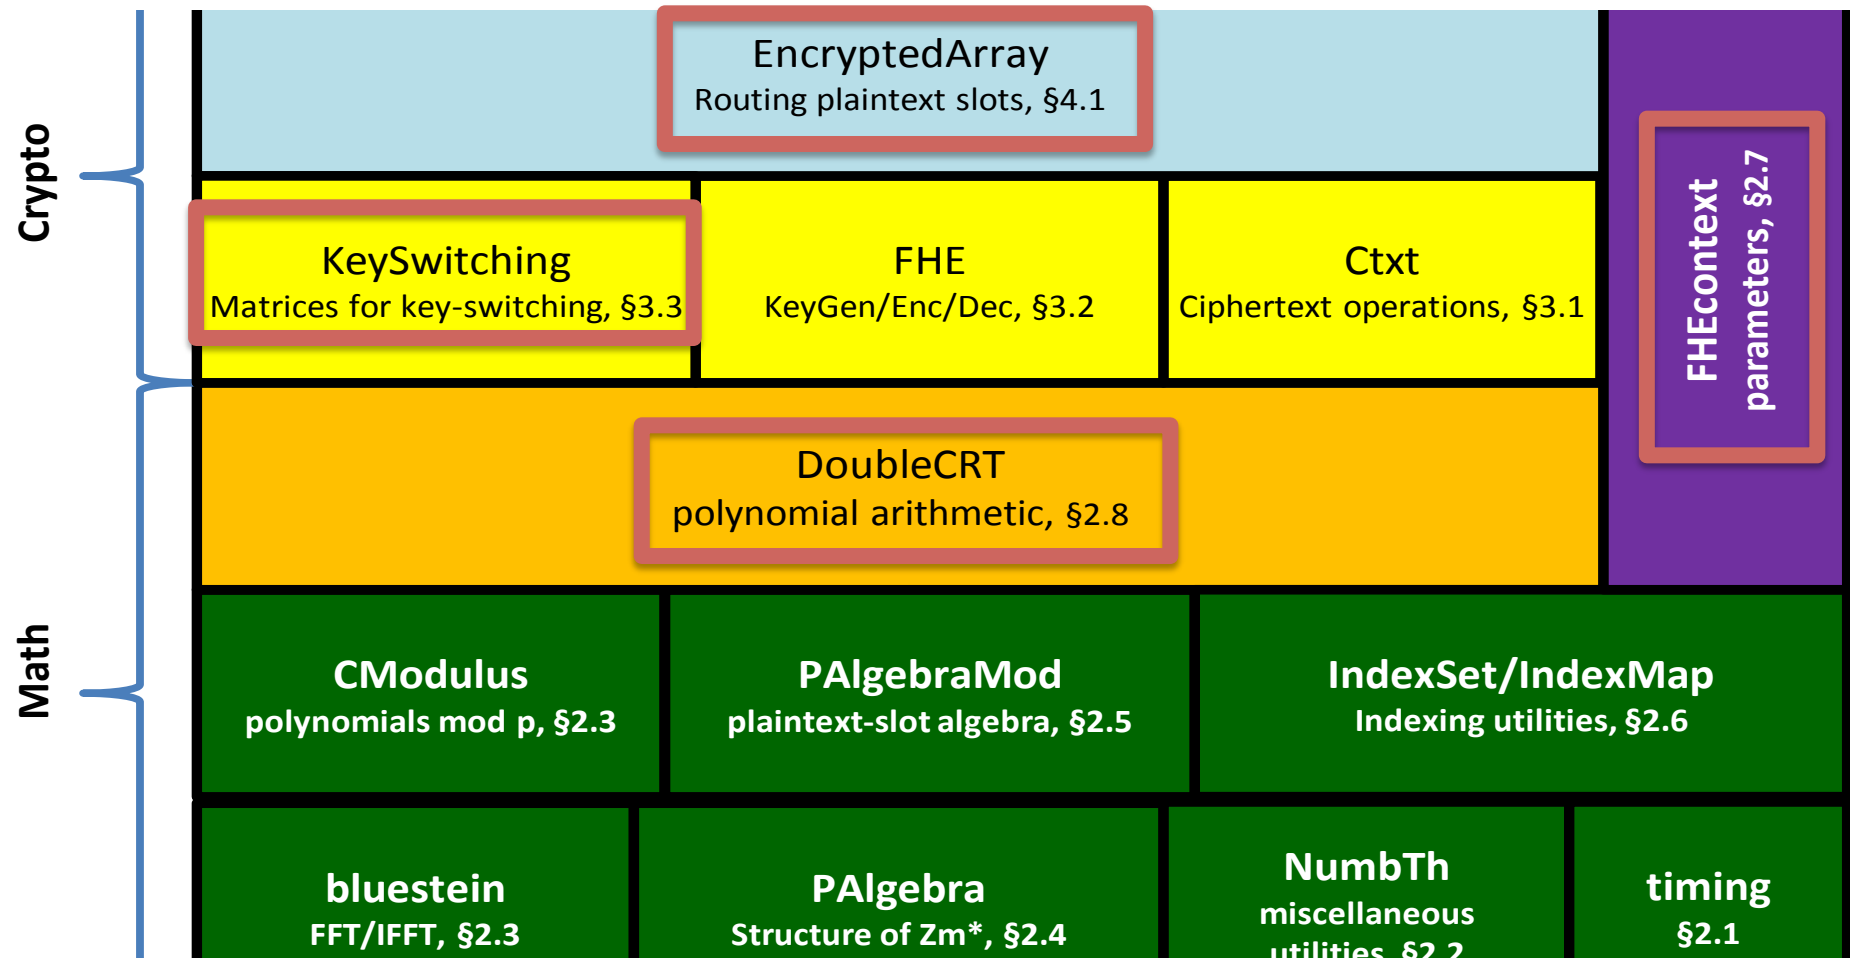 Crypto
EncryptedArray
Routing plaintext slots, §4.1
FHEcontext
parameters, §2.7
KeySwitching
Matrices for key-switching, §3.3
FHE
KeyGen/Enc/Dec, §3.2
Ctxt
Ciphertext operations, §3.1
DoubleCRT
polynomial arithmetic, §2.8
Math
CModulus
polynomials mod p, §2.3
PAlgebraMod
plaintext-slot algebra, §2.5
IndexSet/IndexMap
Indexing utilities, §2.6
bluestein
FFT/IFFT, §2.3
PAlgebra
Structure of Zm*, §2.4
NumbTh
miscellaneous
utilities, §2.2
timing
§2.1